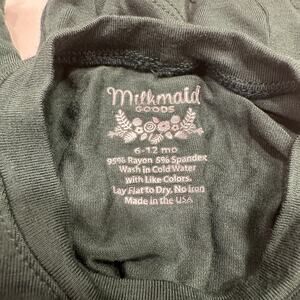 Milkmaid
GOODS
6-12 mo
95% Rayon 5% Spandex
Wash in Cold Water
with Like Colors.
Lay Flat to Dry. No Iron
Made in the USA